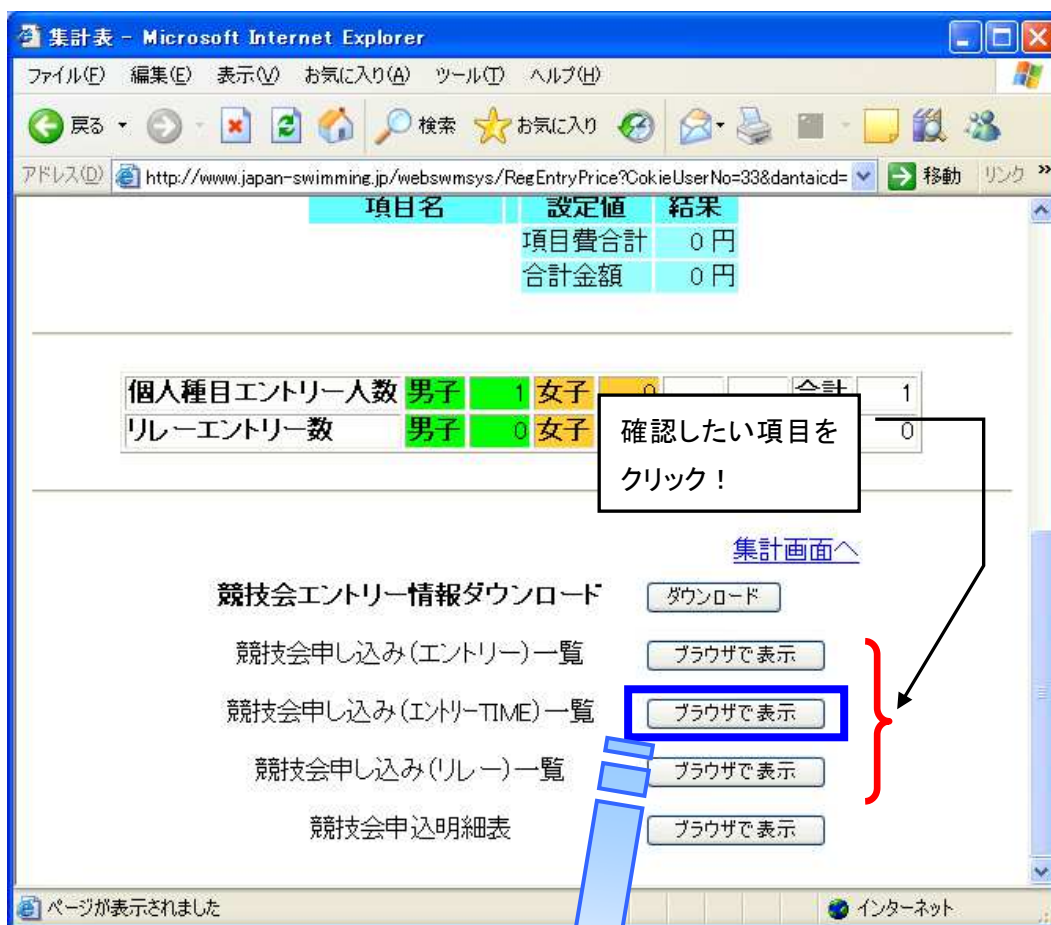 集計表 - Microsoft Internet Explorer
ファイル(F) 編集(E) 表示(V) お気に入り(A) ツール(T) ヘルプ(H)
戻る 検索 お気に入り
アドレス(D) http://www.japan-swimming.jp/webswmsys/RegEntryPrice?CokieUserNo=33&dantaicd= 移動 リンク »
項目名 設定値 結果
項目費合計 0 円
合計金額 0 円
個人種目エントリー人数 男子 1 女子 0 合計 1
リレーエントリー数 男子 0 女子 0
確認したい項目を
クリック！
集計画面へ
競技会エントリー情報ダウンロード ダウンロード
競技会申し込み(エントリー)一覧 ブラウザで表示
競技会申し込み(エントリーTIME)一覧 ブラウザで表示
競技会申し込み(リレー)一覧 ブラウザで表示
競技会申込明細表 ブラウザで表示
ページが表示されました インターネット